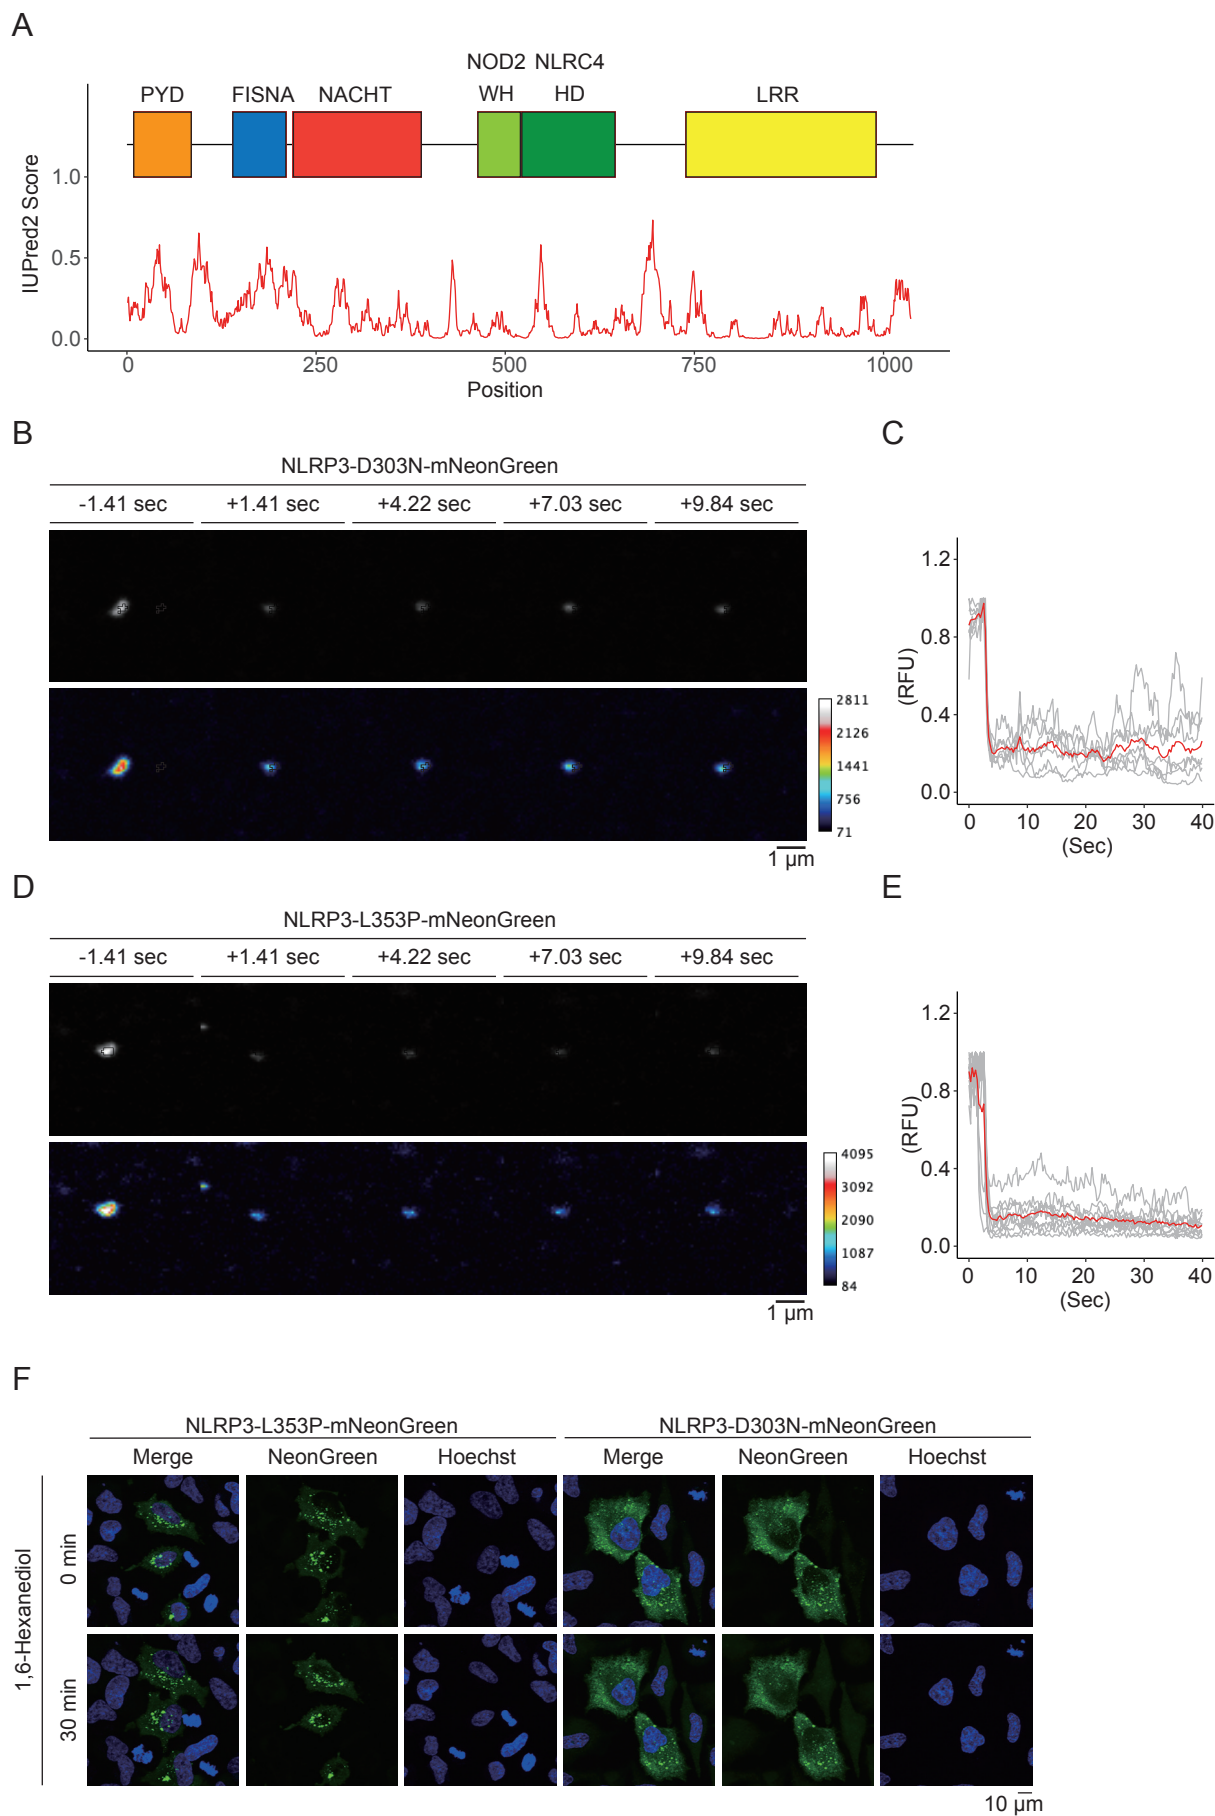 A
NOD2 NLRC4
PYD FISNA NACHT WH HD LRR
IUPred2 Score
1.0
0.5
0.0
0 250 500 750 1000
Position
B
NLRP3-D303N-mNeonGreen
-1.41 sec +1.41 sec +4.22 sec +7.03 sec +9.84 sec
2811
2126
1441
756
71
1 µm
C
(RFU)
1.2
0.8
0.4
0.0
0 10 20 30 40
(Sec)
D
NLRP3-L353P-mNeonGreen
-1.41 sec +1.41 sec +4.22 sec +7.03 sec +9.84 sec
4095
3092
2090
1087
84
1 µm
E
(RFU)
1.2
0.8
0.4
0.0
0 10 20 30 40
(Sec)
F
NLRP3-L353P-mNeonGreen NLRP3-D303N-mNeonGreen
Merge NeonGreen Hoechst Merge NeonGreen Hoechst
1,6-Hexanediol
0 min
30 min
10 µm